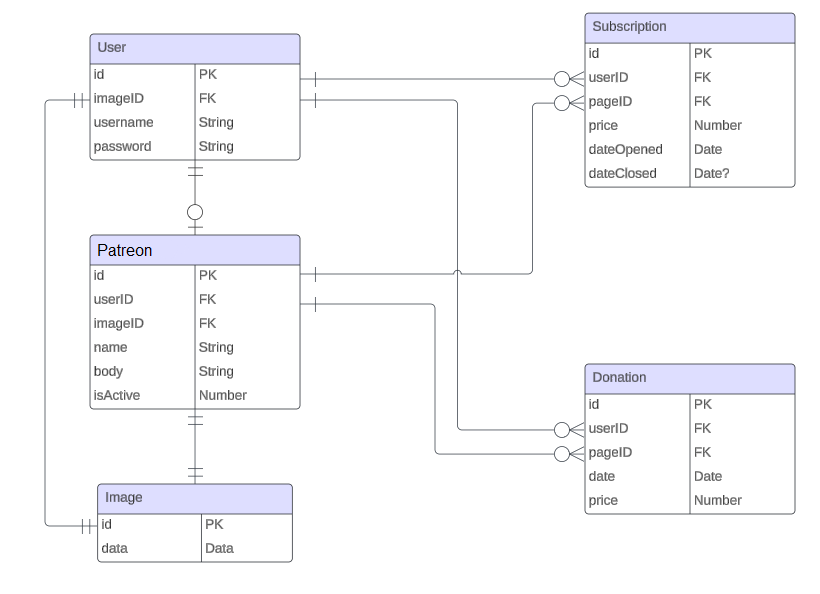 User
id PK
imageID FK
username String
password String
Patreon
id PK
userID FK
imageID FK
name String
body String
isActive Number
Image
id PK
data Data
Subscription
id PK
userID FK
pageID FK
price Number
dateOpened Date
dateClosed Date?
Donation
id PK
userID FK
pageID FK
date Date
price Number